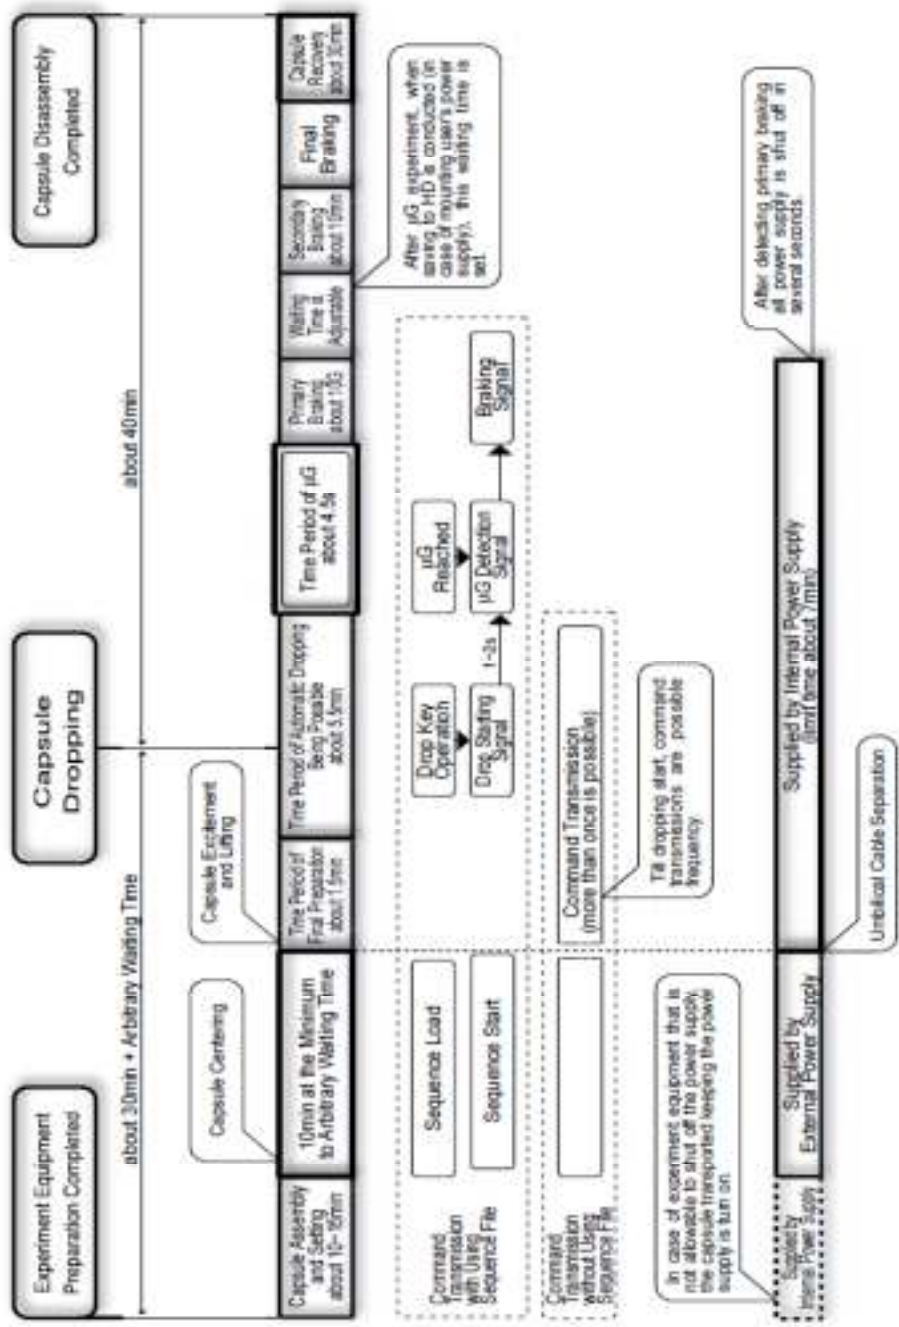 Experiment Equipment
Preparation Completed
Capsule
Dropping
Capsule Disassembly
Completed
about 30min + Arbitrary Waiting Time
about 40min
Capsule Centering
Capsule Excitement
and Lifting
Capsule Assembly
and Setting
about 10~15min
10min at the Minimum
to Arbitrary Waiting Time
Time Period of
Final Preparation
about 1.5min
Time Period of Automatic Dropping
Being Possible
about 5.5min
Time Period of μG
about 4.5s
Primary
Braking
about 10G
Waiting
Time is
Adjustable
Secondary
Braking
about 10min
Final
Braking
Capsule
Recovery
about 30min
After μG experiment, when
saving to HD is conducted (in
case of mounting user's power
supply), this waiting time is
set.
Command
Transmission
with Using
Sequence File
Sequence Load
Sequence Start
Drop Key
Operation
Drop Starting
Signal
1~2s
μG
Reached
μG Detection
Signal
Braking
Signal
Command
Transmission
without Using
Sequence File
Command Transmission
(more than once is possible)
Till dropping start, command
transmissions are possible
frequency
In case of experiment equipment that is
not allowable to shut off the power supply,
the capsule transported keeping the power
supply is turn on.
After detecting primary braking
all power supply is shut off in
several seconds.
Supplied by
Internal Power Supply
Supplied by
External Power Supply
Supplied by Internal Power Supply
(limit time about 7min)
Umbilical Cable Separation